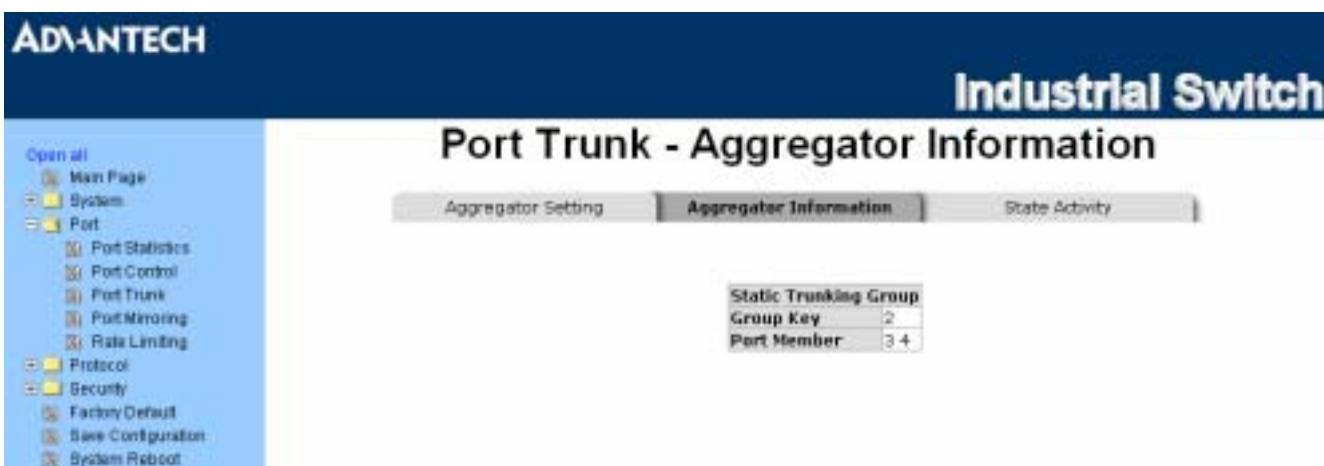 ADVANTECH
Industrial Switch
Port Trunk - Aggregator Information
Open all
Main Page
System
Port
Port Statistics
Port Control
Port Trunk
Port Mirroring
Rate Limiting
Protocol
Security
Factory Default
Save Configuration
System Reboot
Aggregator Setting
Aggregator Information
State Activity
Static Trunking Group
Group Key 2
Port Member 3 4